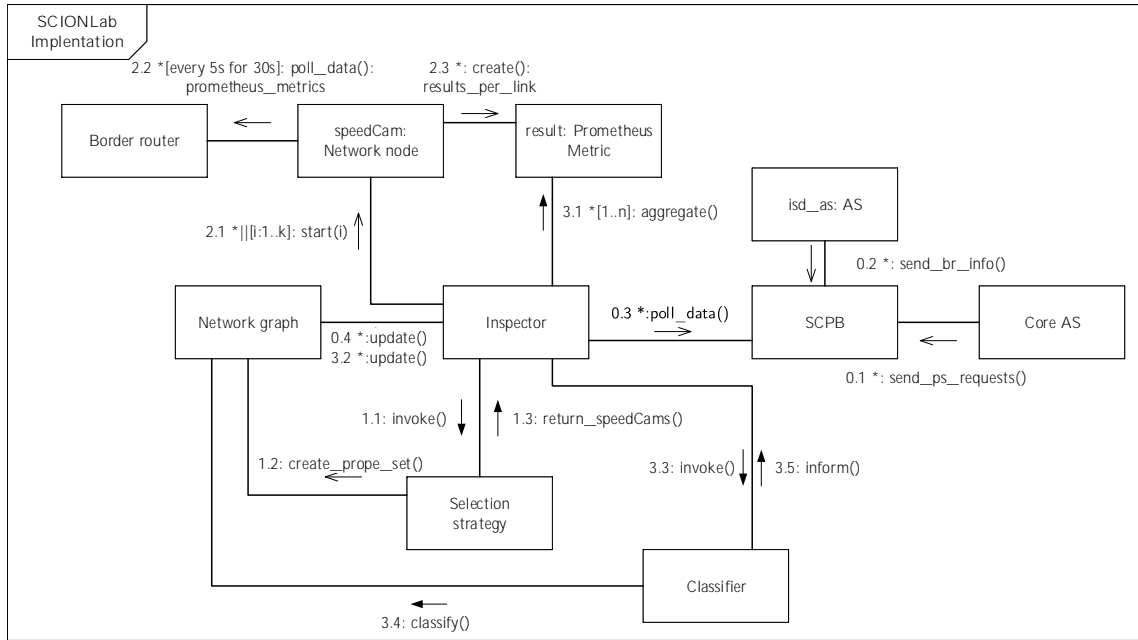 SCIONLab
Implentation
2.2 *[every 5s for 30s]: poll_data():
prometheus_metrics
2.3 *: create():
results_per_link
Border router
speedCam:
Network node
result: Prometheus
Metric
isd_as: AS
2.1 *||[i:1..k]: start(i)
3.1 *[1..n]: aggregate()
0.2 *: send_br_info()
Network graph
0.4 *:update()
3.2 *:update()
Inspector
0.3 *:poll_data()
SCPB
Core AS
0.1 *: send_ps_requests()
1.1: invoke()
1.3: return_speedCams()
1.2: create_prope_set()
3.3: invoke()
3.5: inform()
Selection
strategy
Classifier
3.4: classify()